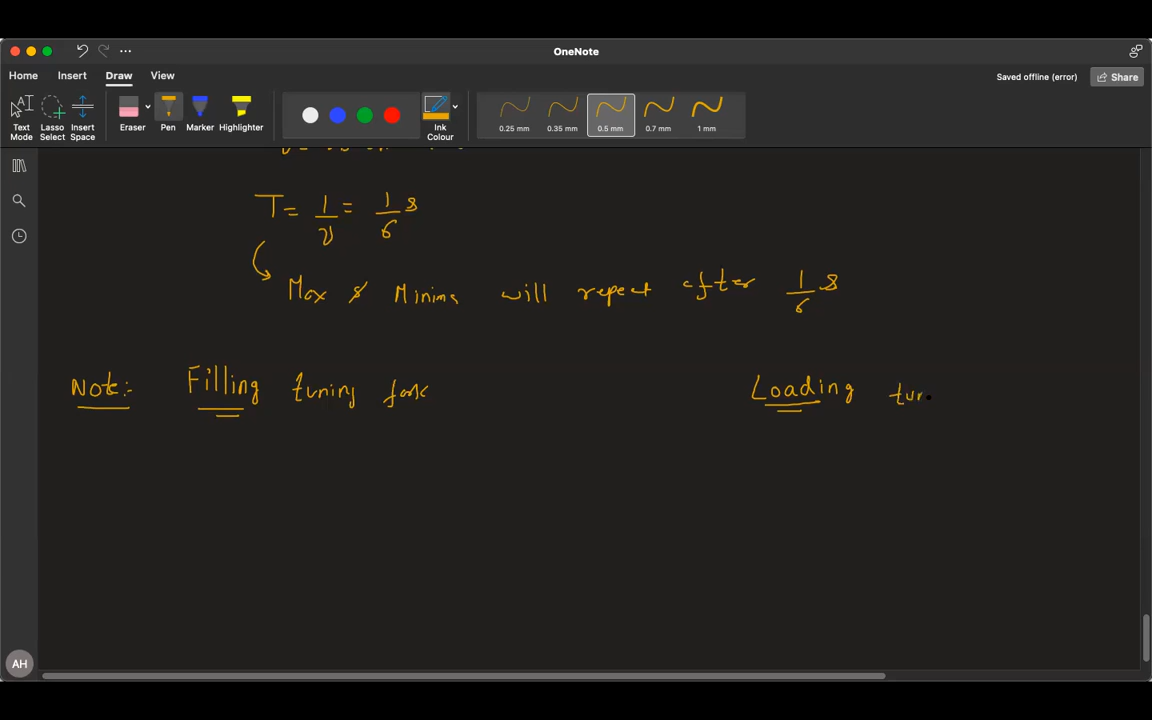 OneNote
Home Insert Draw View
Saved offline (error) Share
Text Mode Lasso Select Insert Space Eraser Pen Marker Highlighter Ink Colour 0.25 mm 0.35 mm 0.5 mm 0.7 mm 1 mm
T = 1/ν = 1/6 s
Max & Minima will repeat after 1/6 s
Note:- Filling tuning fork Loading tun
AH